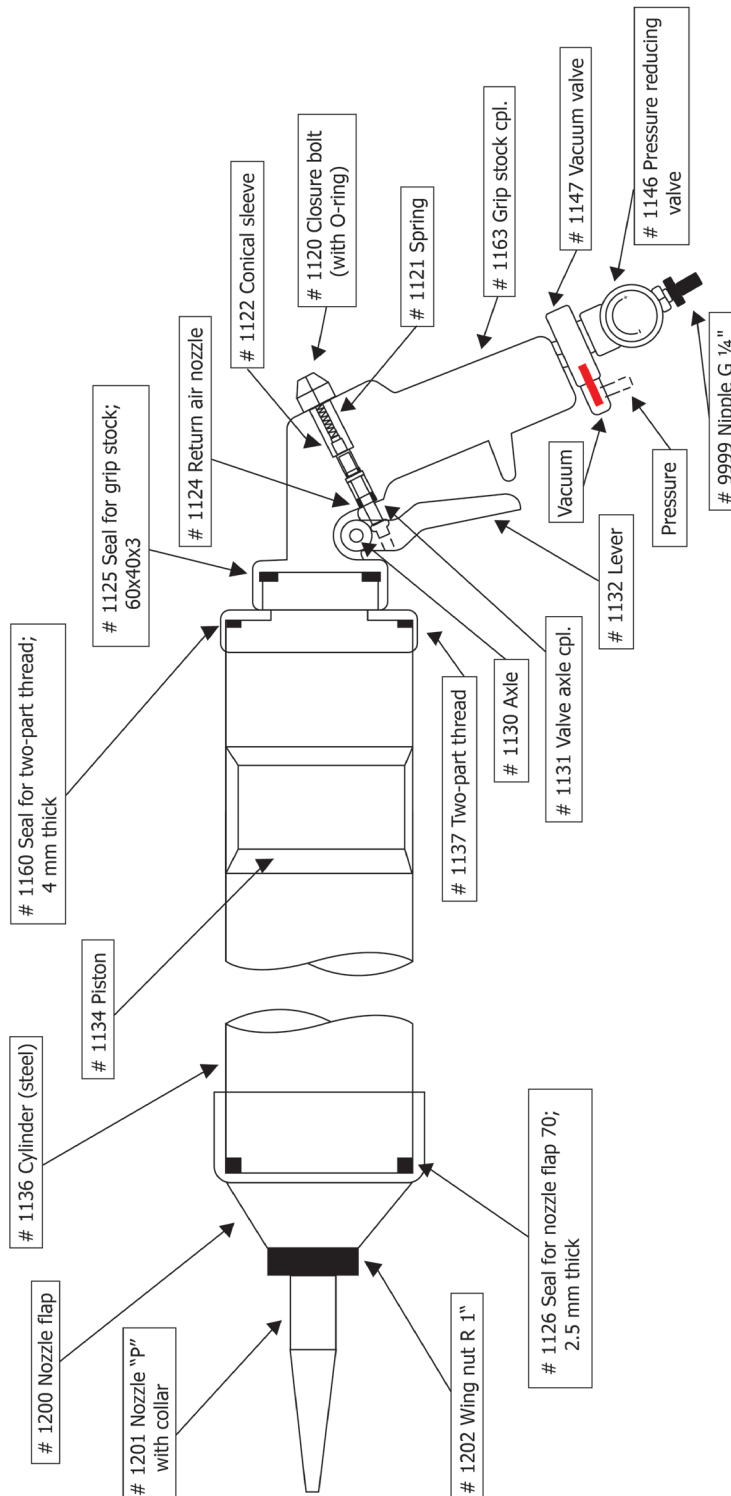 # 1160 Seal for two-part thread;
4 mm thick
# 1125 Seal for grip stock;
60x40x3
# 1124 Return air nozzle
# 1122 Conical sleeve
# 1120 Closure bolt
(with O-ring)
# 1121 Spring
# 1163 Grip stock cpl.
# 1147 Vacuum valve
# 1146 Pressure reducing
valve
# 1136 Cylinder (steel)
# 1134 Piston
# 1200 Nozzle flap
# 1201 Nozzle “P”
with collar
# 1202 Wing nut R 1“
# 1126 Seal for nozzle flap 70;
2.5 mm thick
# 1137 Two-part thread
# 1130 Axle
# 1131 Valve axle cpl.
# 1132 Lever
Vacuum
Pressure
# 9999 Nipple G ¼"